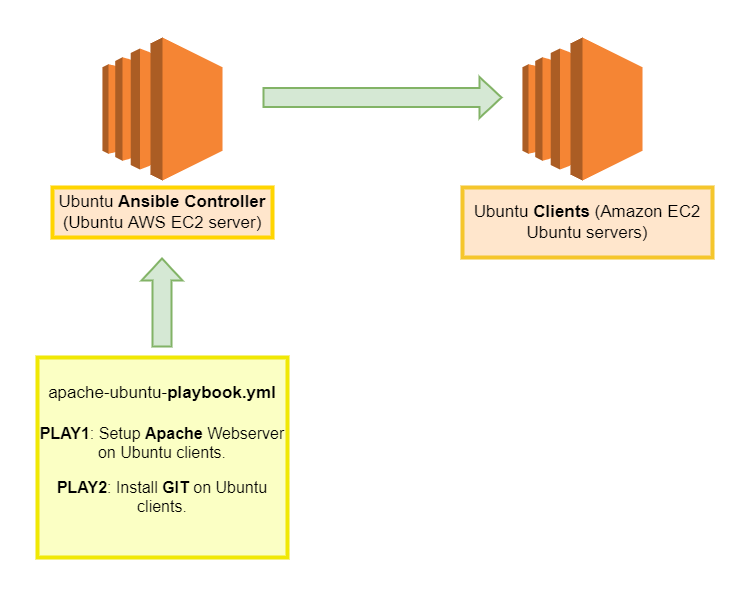 Ubuntu Ansible Controller
(Ubuntu AWS EC2 server)
Ubuntu Clients (Amazon EC2
Ubuntu servers)
apache-ubuntu-playbook.yml
PLAY1: Setup Apache Webserver
on Ubuntu clients.
PLAY2: Install GIT on Ubuntu
clients.